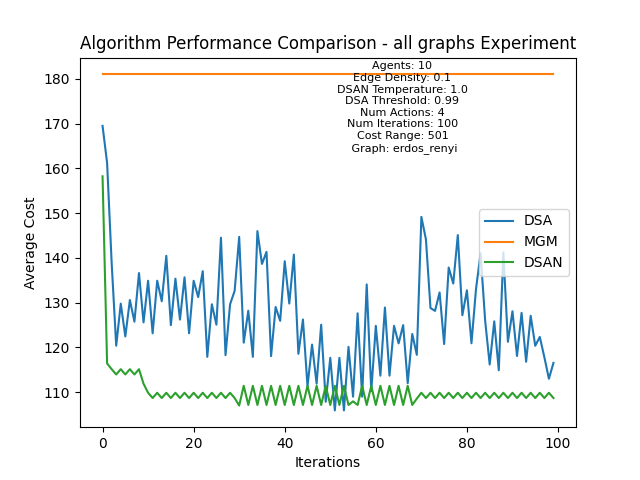 Algorithm Performance Comparison - all graphs Experiment
Agents: 10
Edge Density: 0.1
DSAN Temperature: 1.0
DSA Threshold: 0.99
Num Actions: 4
Num Iterations: 100
Cost Range: 501
Graph: erdos_renyi
180
170
160
150
140
130
120
110
Average Cost
DSA
MGM
DSAN
0 20 40 60 80 100
Iterations